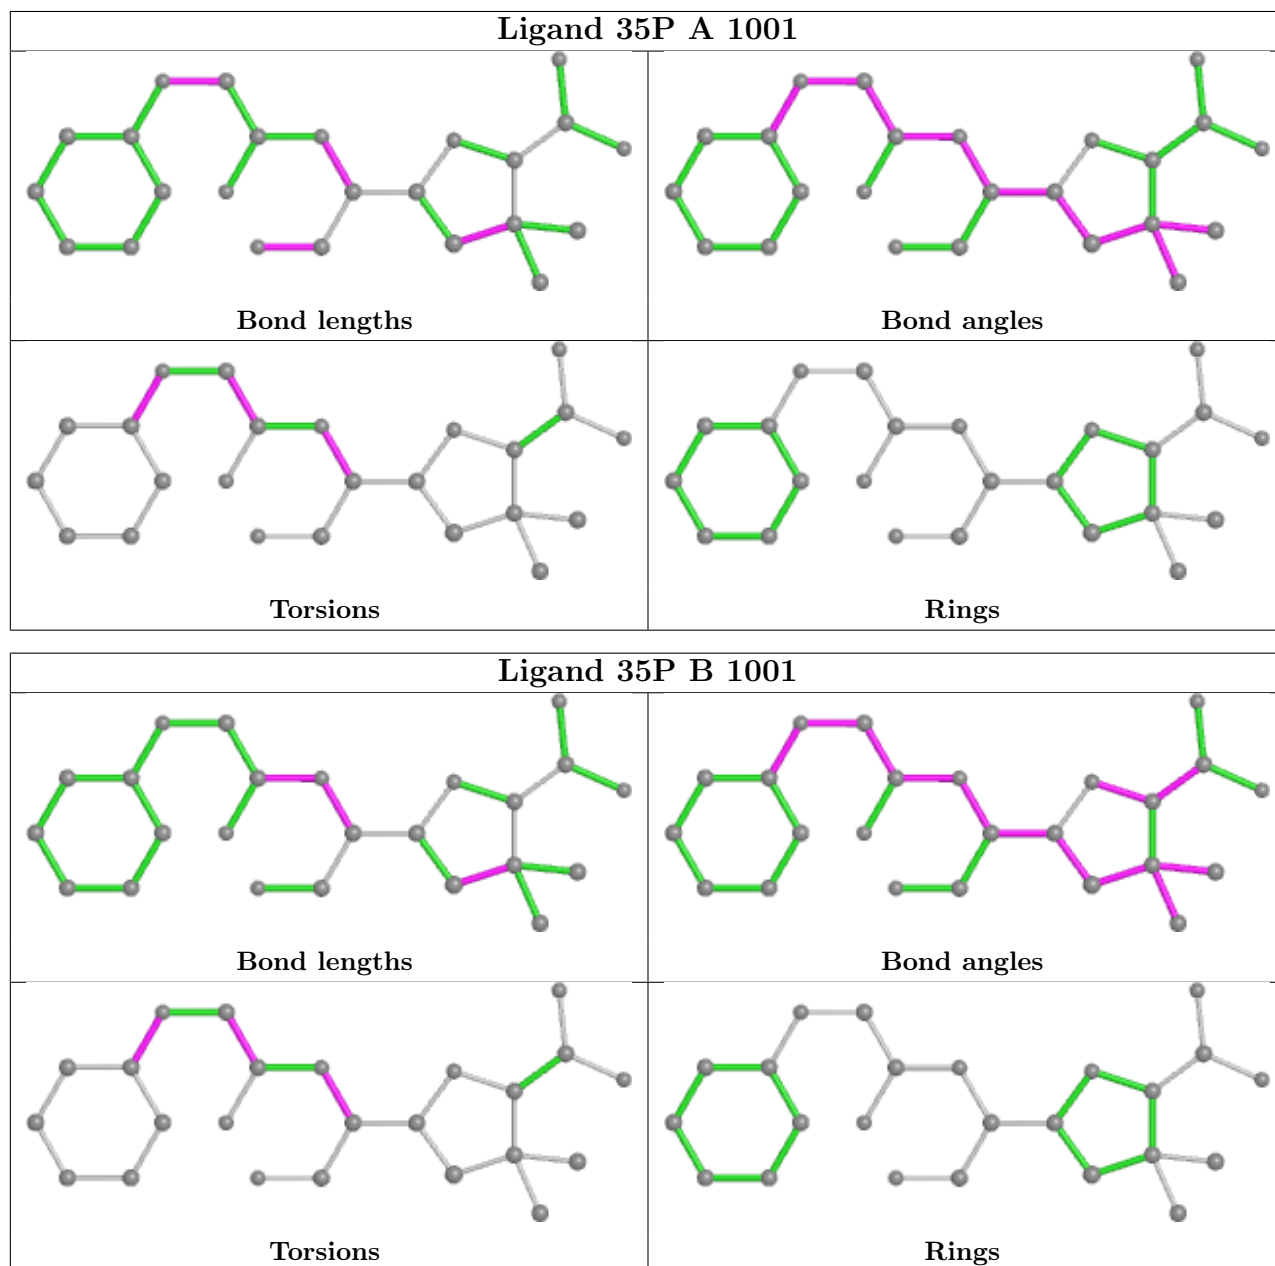 Ligand 35P A 1001
Bond lengths
Bond angles
Torsions
Rings
Ligand 35P B 1001
Bond lengths
Bond angles
Torsions
Rings